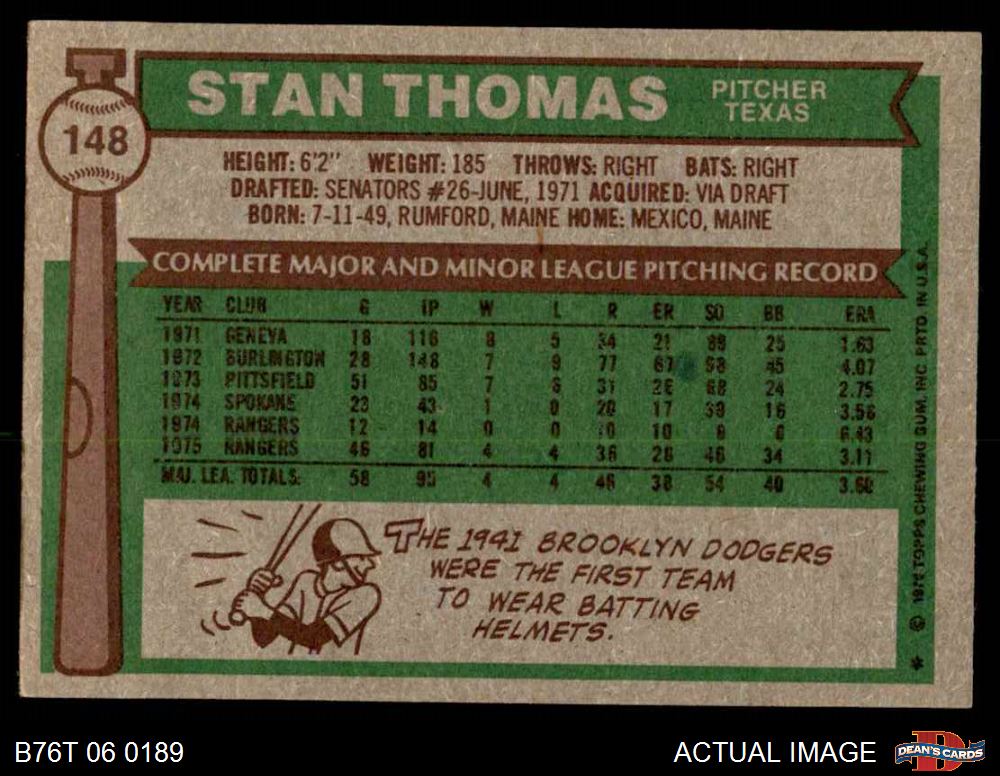 148
STAN THOMAS
PITCHER
TEXAS
HEIGHT: 6'2" WEIGHT: 185 THROWS: RIGHT BATS: RIGHT
DRAFTED: SENATORS #26-JUNE, 1971 ACQUIRED: VIA DRAFT
BORN: 7-11-49, RUMFORD, MAINE HOME: MEXICO, MAINE
COMPLETE MAJOR AND MINOR LEAGUE PITCHING RECORD
YEAR CLUB G IP W L R ER SO BB ERA
1971 GENEVA 18 116 8 5 34 21 89 25 1.63
1972 BURLINGTON 28 148 7 9 77 67 98 45 4.07
1973 PITTSFIELD 51 85 7 6 31 26 68 24 2.75
1974 SPOKANE 23 43 1 0 20 17 39 16 3.56
1974 RANGERS 12 14 0 0 10 10 8 6 6.43
1975 RANGERS 46 81 4 4 36 28 46 34 3.11
MAJ. LEA. TOTALS: 58 95 4 4 46 38 54 40 3.60
THE 1941 BROOKLYN DODGERS
WERE THE FIRST TEAM
TO WEAR BATTING
HELMETS.
* © 1976 TOPPS CHEWING GUM, INC. PRTD. IN U.S.A.
B76T 06 0189
ACTUAL IMAGE
D
DEAN'S CARDS